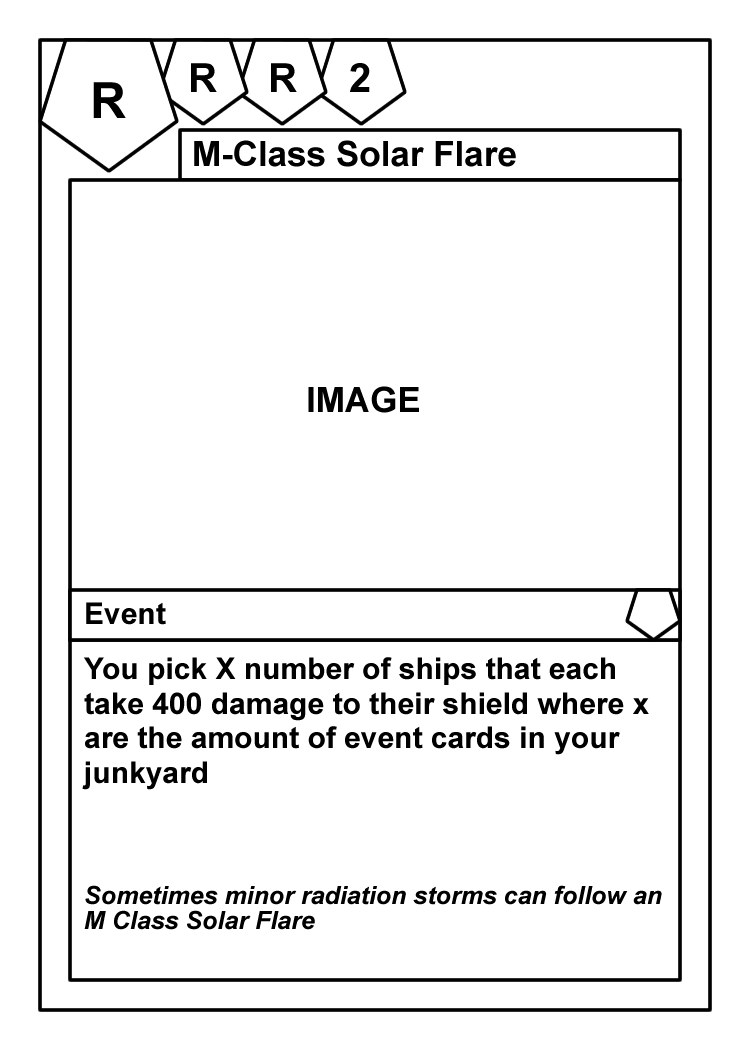 R R R 2
M-Class Solar Flare
IMAGE
Event
You pick X number of ships that each
take 400 damage to their shield where x
are the amount of event cards in your
junkyard
Sometimes minor radiation storms can follow an
M Class Solar Flare